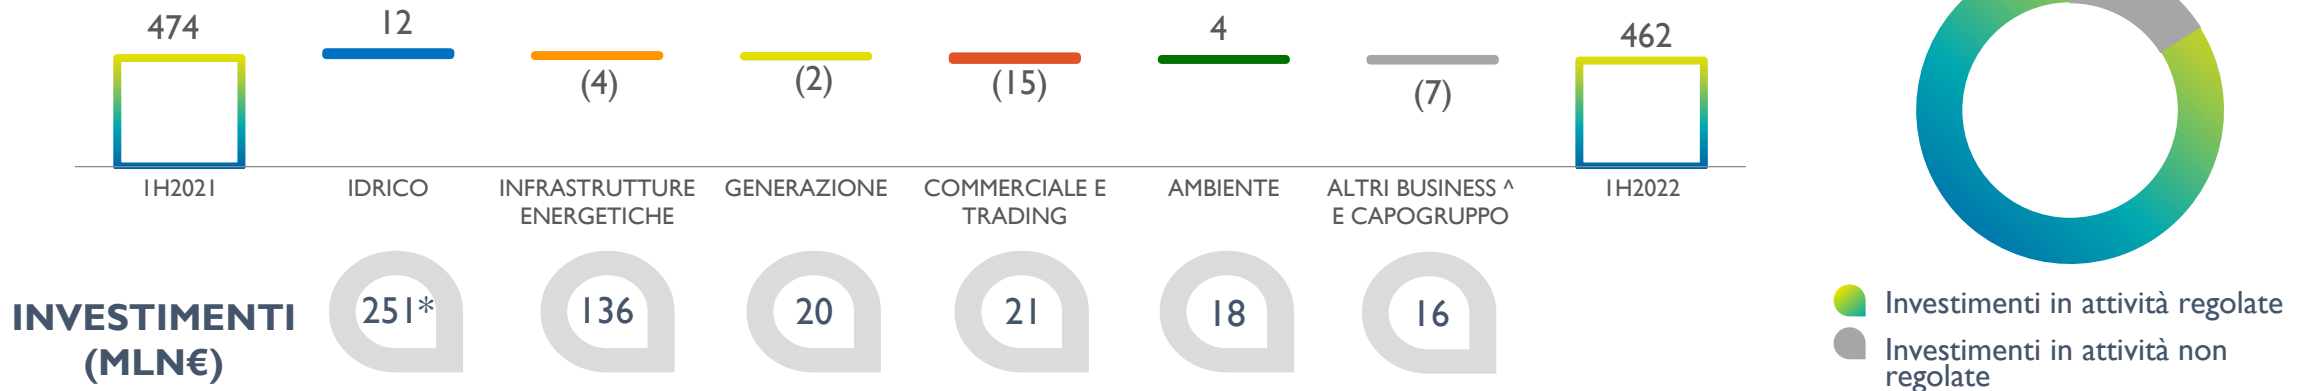 474
12
(4)
(2)
(15)
4
(7)
462
1H2021
IDRICO
INFRASTRUTTURE
ENERGETICHE
GENERAZIONE
COMMERCIALE E
TRADING
AMBIENTE
ALTRI BUSINESS ^
E CAPOGRUPPO
1H2022
INVESTIMENTI
(MLN€)
251*
136
20
21
18
16
Investimenti in attività regolate
Investimenti in attività non
regolate